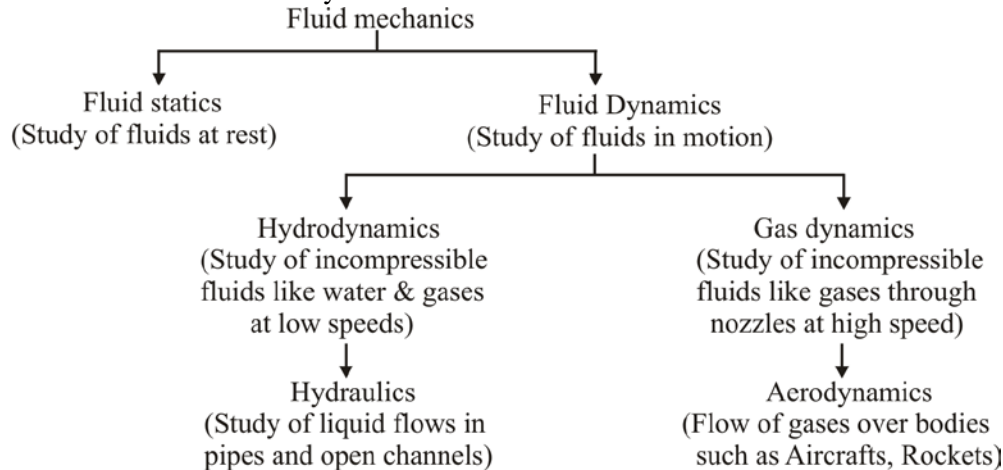 Fluid mechanics
Fluid statics
(Study of fluids at rest)
Fluid Dynamics
(Study of fluids in motion)
Hydrodynamics
(Study of incompressible
fluids like water & gases
at low speeds)
Gas dynamics
(Study of incompressible
fluids like gases through
nozzles at high speed)
Hydraulics
(Study of liquid flows in
pipes and open channels)
Aerodynamics
(Flow of gases over bodies
such as Aircrafts, Rockets)